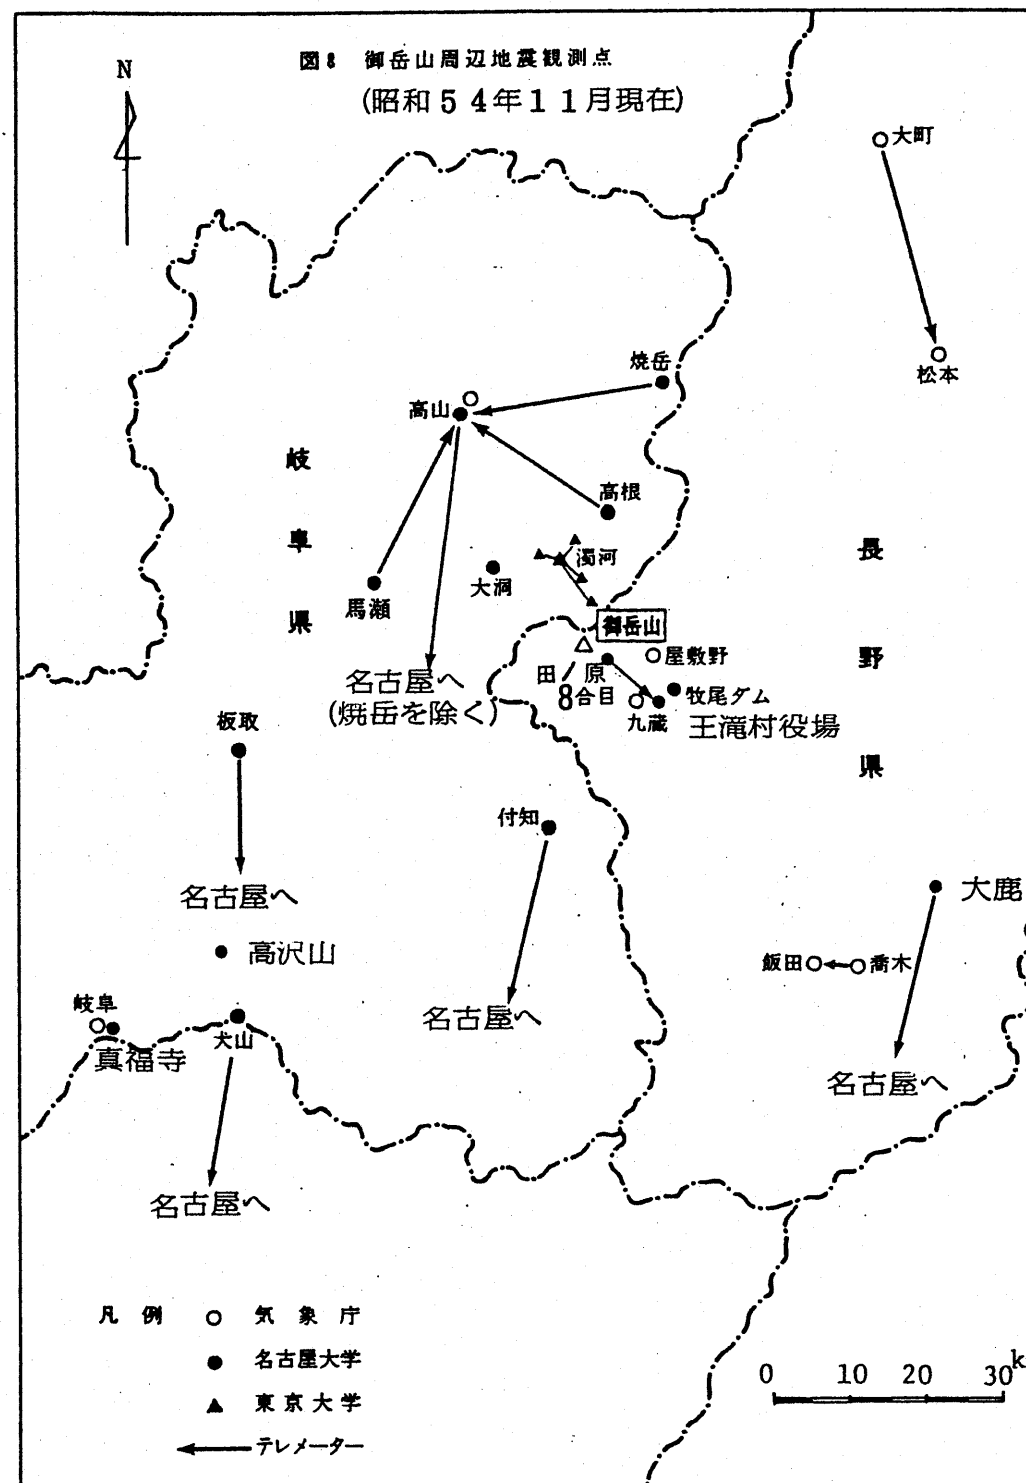 図8 御岳山周辺地震観測点
(昭和54年11月現在)
N
大町
松本
焼岳
高山
高根
岐阜県
長野県
濁河
大洞
馬瀬
御岳山
屋敷野
田ノ原
8合目
牧尾ダム
九蔵
王滝村役場
名古屋へ
(焼岳を除く)
板取
名古屋へ
付知
名古屋へ
大鹿
飯田
喬木
名古屋へ
高沢山
岐阜
真福寺
犬山
名古屋へ
凡例
気象庁
名古屋大学
東京大学
テレメーター
0 10 20 30k